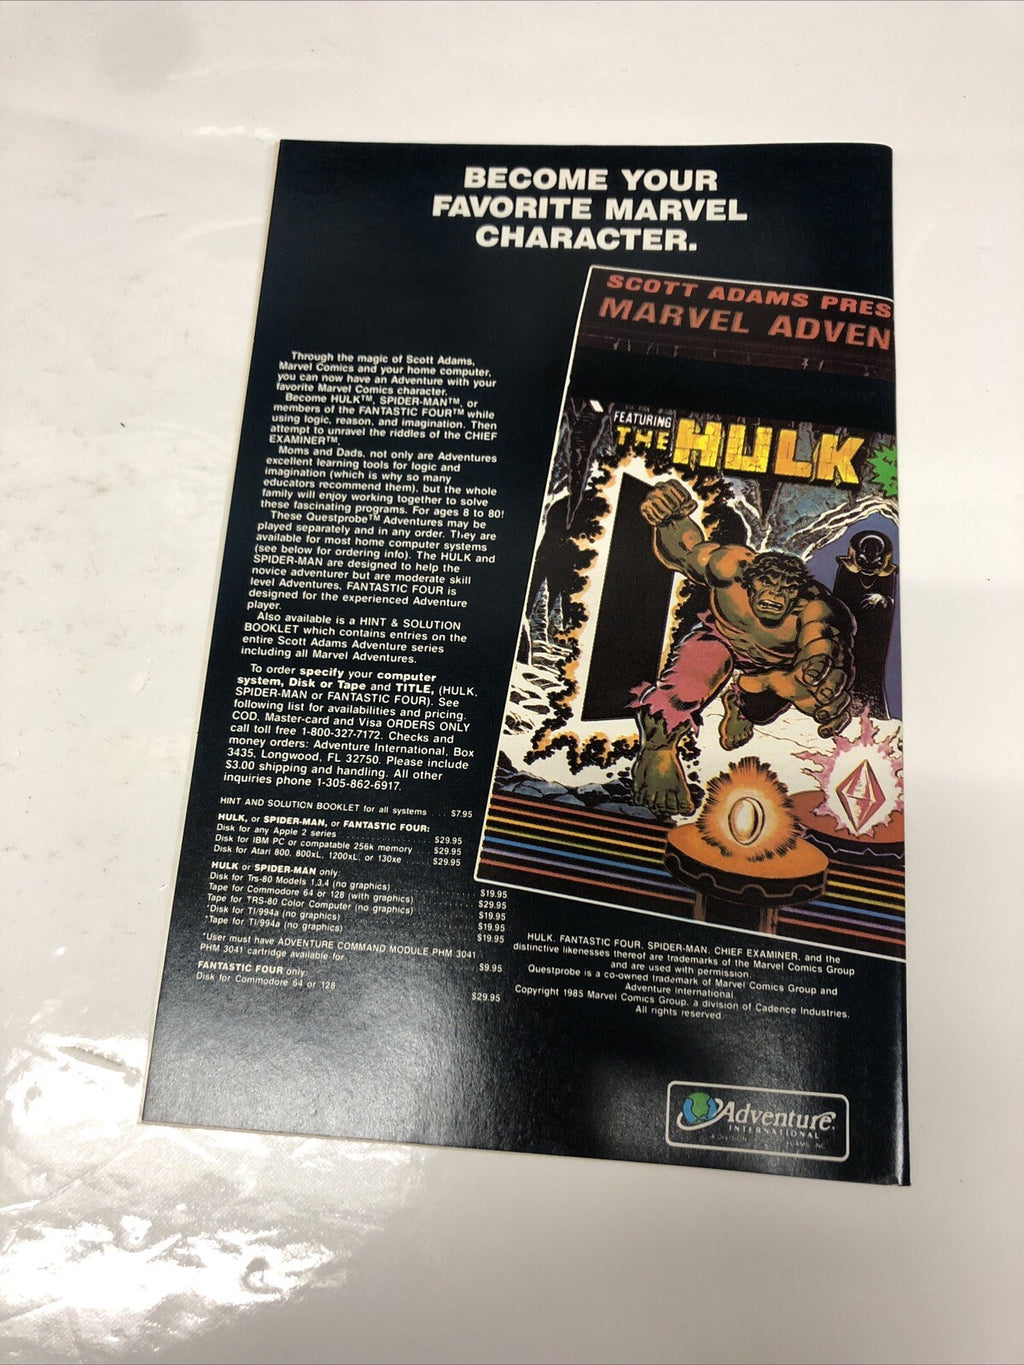 BECOME YOUR
FAVORITE MARVEL
CHARACTER.
SCOTT ADAMS PRES
MARVEL ADVEN
FEATURING
THE HULK
Through the magic of Scott Adams,
Marvel Comics and your home computer,
you can now have an Adventure with your
favorite Marvel Comics character.
Become HULK™, SPIDER-MAN™, or
members of the FANTASTIC FOUR™ while
using logic, reason, and imagination. Then
attempt to unravel the riddles of the CHIEF
EXAMINER™.
Moms and Dads, not only are Adventures
excellent learning tools for logic and
imagination (which is why so many
educators recommend them), but the whole
family will enjoy working together to solve
these fascinating programs. For ages 8 to 80!
These Questprobe™ Adventures may be
played separately and in any order. They are
available for most home computer systems
(see below for ordering info). The HULK and
SPIDER-MAN are designed to help the
novice adventurer but are moderate skill
level Adventures. FANTASTIC FOUR is
designed for the experienced Adventure
player.
Also available is a HINT & SOLUTION
BOOKLET which contains entries on the
entire Scott Adams Adventure series
including all Marvel Adventures.
To order specify your computer
system, Disk or Tape and TITLE, (HULK,
SPIDER-MAN or FANTASTIC FOUR). See
following list for availabilities and pricing.
COD, Master-card and Visa ORDERS ONLY
call toll free 1-800-327-7172. Checks and
money orders: Adventure International, Box
3435, Longwood, FL 32750. Please include
$3.00 shipping and handling. All other
inquiries phone 1-305-862-6917.
HINT AND SOLUTION BOOKLET for all systems $7.95
HULK, or SPIDER-MAN, or FANTASTIC FOUR:
Disk for any Apple 2 series $29.95
Disk for IBM PC or compatable 256k memory $29.95
Disk for Atari 800, 800xL, 1200xL, or 130xe $29.95
HULK or SPIDER-MAN only:
Disk for Trs-80 Models 1,3,4 (no graphics) $19.95
Tape for Commodore 64 or 128 (with graphics) $29.95
Tape for TRS-80 Color Computer (no graphics) $19.95
*Disk for TI/994a (no graphics) $19.95
*Tape for TI/994a (no graphics) $19.95
*User must have ADVENTURE COMMAND MODULE PHM 3041
PHM 3041 cartridge available for $9.95
FANTASTIC FOUR only:
Disk for Commodore 64 or 128 $29.95
HULK, FANTASTIC FOUR, SPIDER-MAN, CHIEF EXAMINER, and the
distinctive likenesses thereof are trademarks of the Marvel Comics Group
and are used with permission.
Questprobe is a co-owned trademark of Marvel Comics Group and
Adventure International.
Copyright 1985 Marvel Comics Group, a division of Cadence Industries.
All rights reserved.
Adventure
INTERNATIONAL